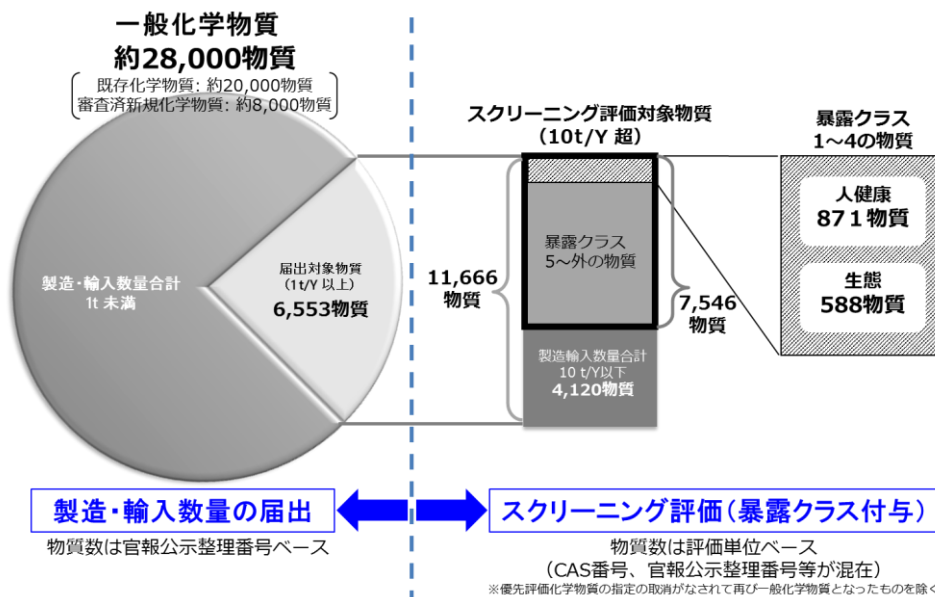 一般化学物質
約28,000物質
既存化学物質: 約20,000物質
審査済新規化学物質: 約8,000物質
製造・輸入数量合計
1t 未満
届出対象物質
(1t/Y 以上)
6,553物質
製造・輸入数量の届出
物質数は官報公示整理番号ベース
スクリーニング評価対象物質
(10t/Y 超)
暴露クラス
5～外の物質
11,666
物質
7,546
物質
製造輸入数量合計
10 t/Y以下
4,120物質
暴露クラス
1～4の物質
人健康
871物質
生態
588物質
スクリーニング評価(暴露クラス付与)
物質数は評価単位ベース
(CAS番号、官報公示整理番号等が混在)
※優先評価化学物質の指定の取消がなされて再び一般化学物質となったものを除く